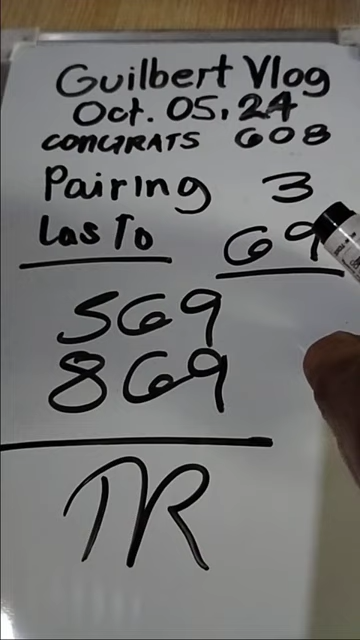 Guilbert Vlog
Oct. 05, 24
CONGRATS 608
Pairing 3
Las To 69
569
869
TR